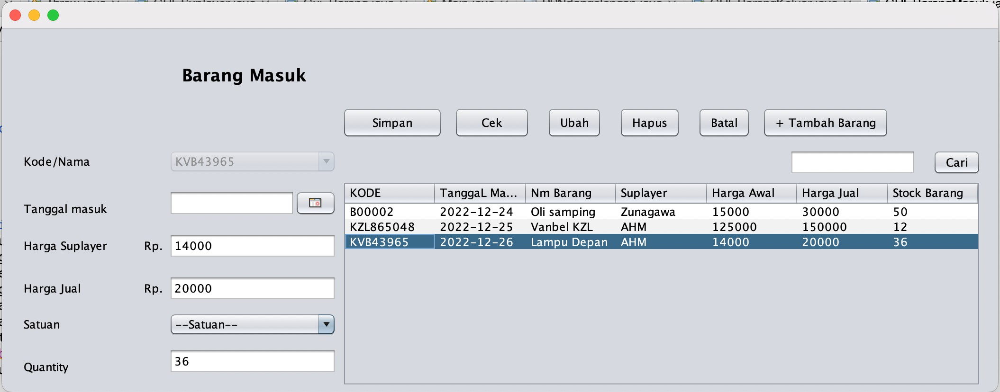 Barang Masuk
Simpan Cek Ubah Hapus Batal + Tambah Barang
Kode/Nama KVB43965 Cari
Tanggal masuk
Harga Suplayer Rp. 14000
Harga Jual Rp. 20000
Satuan --Satuan--
Quantity 36
KODE TanggaL Ma... Nm Barang Suplayer Harga Awal Harga Jual Stock Barang
B00002 2022-12-24 Oli samping Zunagawa 15000 30000 50
KZL865048 2022-12-25 Vanbel KZL AHM 125000 150000 12
KVB43965 2022-12-26 Lampu Depan AHM 14000 20000 36